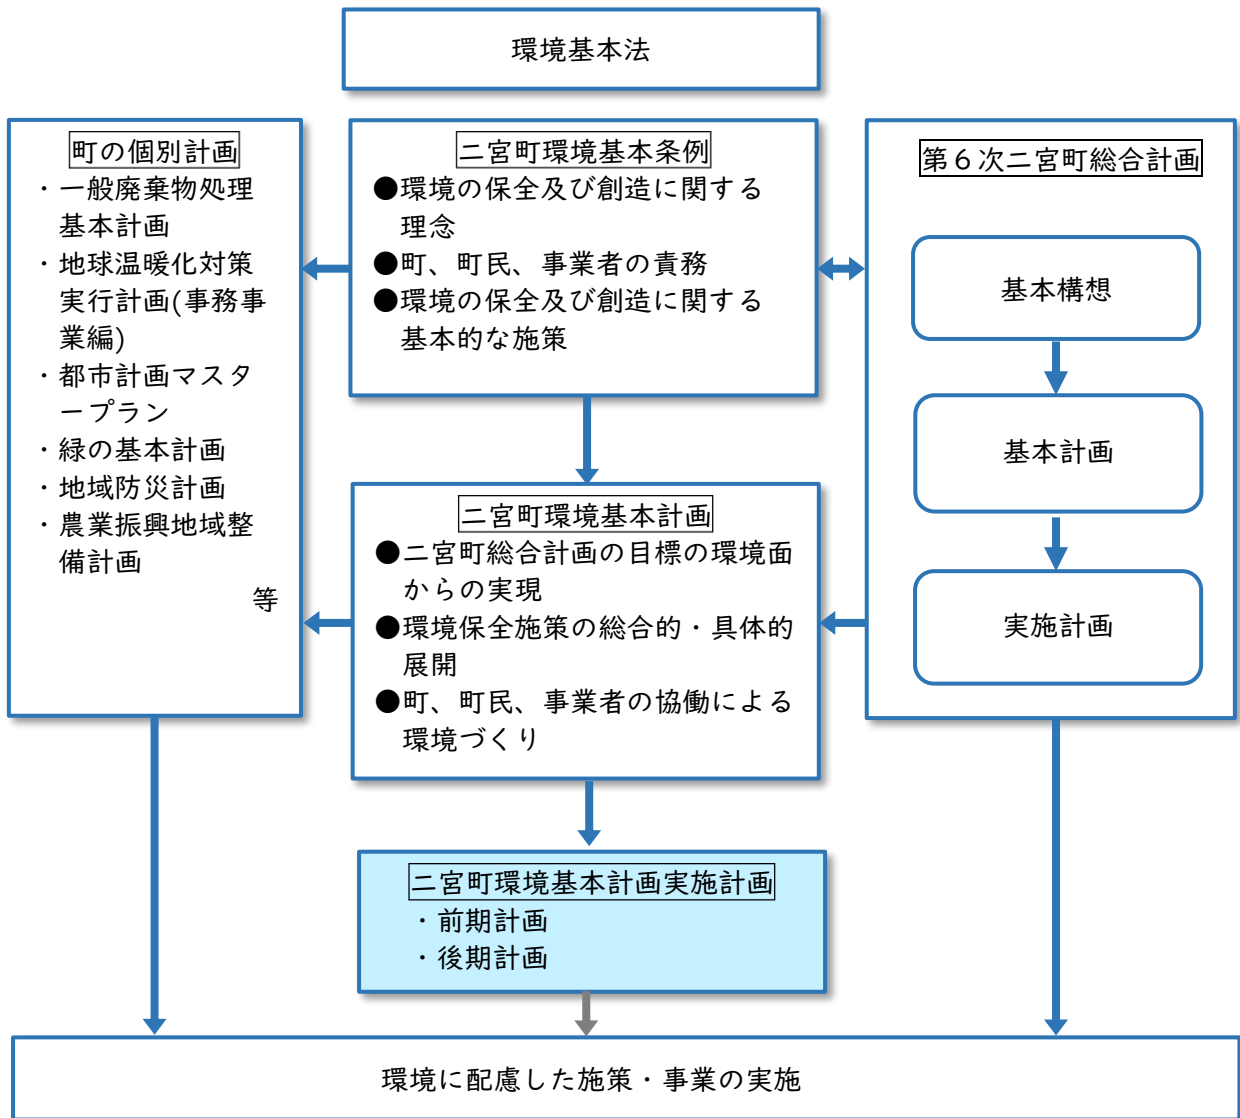 環境基本法
町の個別計画
・一般廃棄物処理
基本計画
・地球温暖化対策
実行計画(事務事
業編)
・都市計画マスタ
ープラン
・緑の基本計画
・地域防災計画
・農業振興地域整
備計画
等
二宮町環境基本条例
●環境の保全及び創造に関する
理念
●町、町民、事業者の責務
●環境の保全及び創造に関する
基本的な施策
第6次二宮町総合計画
基本構想
基本計画
実施計画
二宮町環境基本計画
●二宮町総合計画の目標の環境面
からの実現
●環境保全施策の総合的・具体的
展開
●町、町民、事業者の協働による
環境づくり
二宮町環境基本計画実施計画
・前期計画
・後期計画
環境に配慮した施策・事業の実施